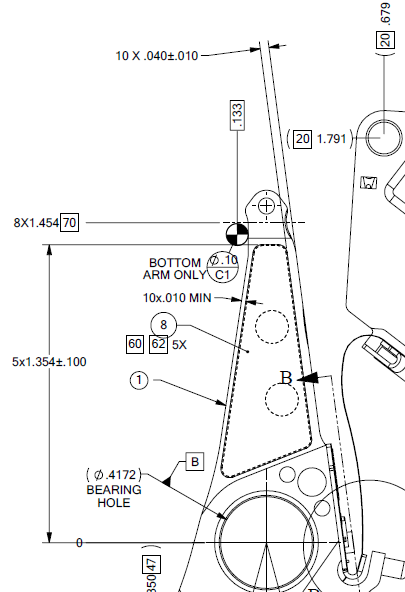 20 .679
10 X .040±.010
.133
( 20 1.791 )
8X1.454 70
BOTTOM
ARM ONLY
Ø.10
C1
10x.010 MIN
8
60 62 5X
5x1.354±.100
1
B
B
( Ø .4172 )
BEARING
HOLE
0
47